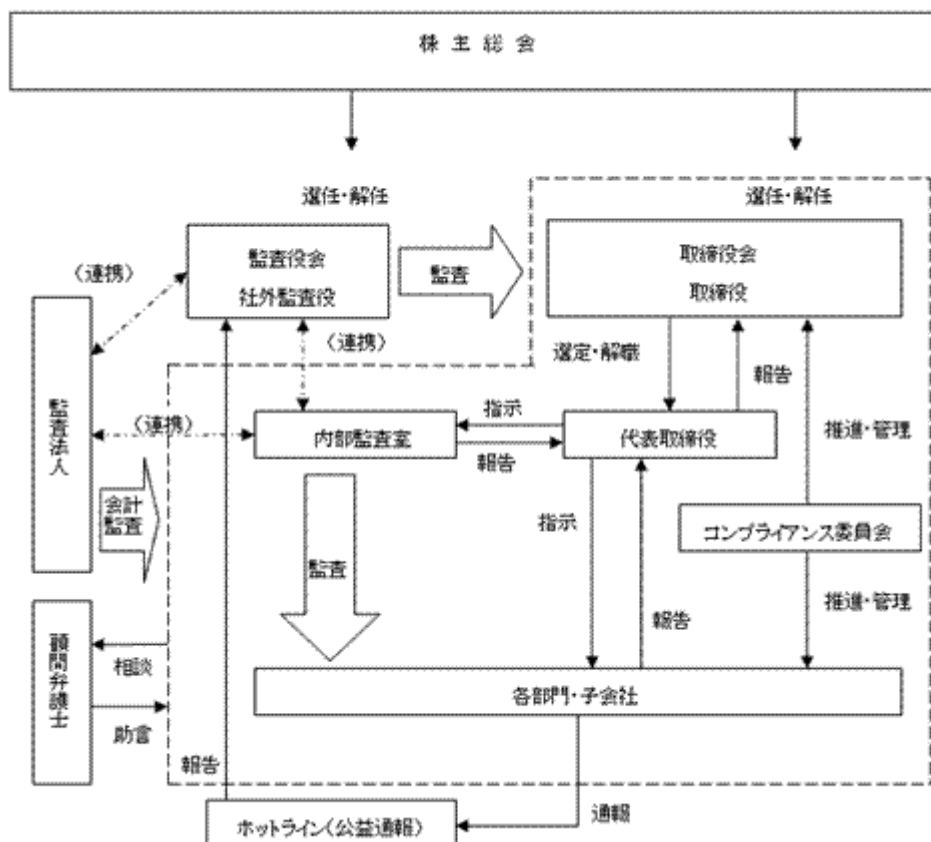 株主総会
選任・解任
選任・解任
監査役会
社外監査役
監査
取締役会
取締役
〈連携〉
〈連携〉
選定・解職
報告
監査法人
〈連携〉
内部監査室
指示
報告
代表取締役
推進・管理
会計
監査
指示
コンプライアンス委員会
監査
報告
推進・管理
顧問弁護士
相談
助言
各部門・子会社
報告
通報
ホットライン（公益通報）